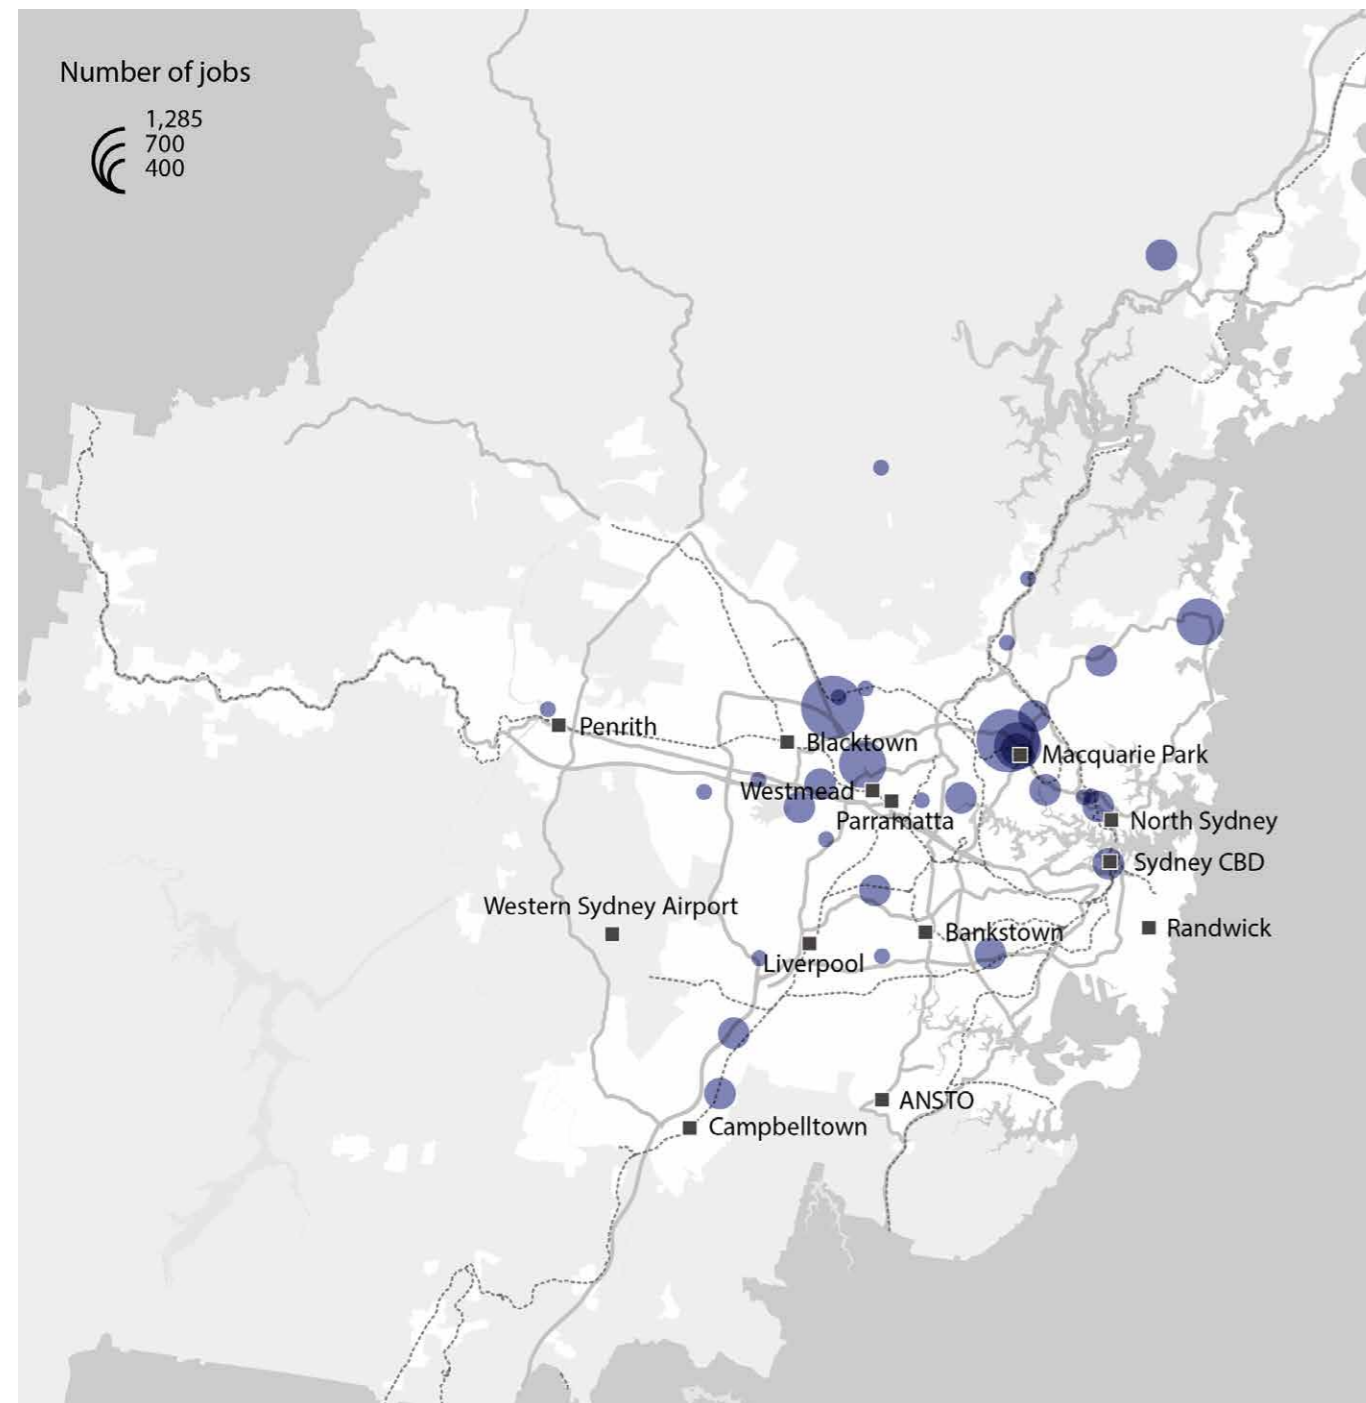 Number of jobs
1,285
700
400
Penrith
Blacktown
Macquarie Park
Westmead
Parramatta
North Sydney
Sydney CBD
Western Sydney Airport
Randwick
Bankstown
Liverpool
ANSTO
Campbelltown